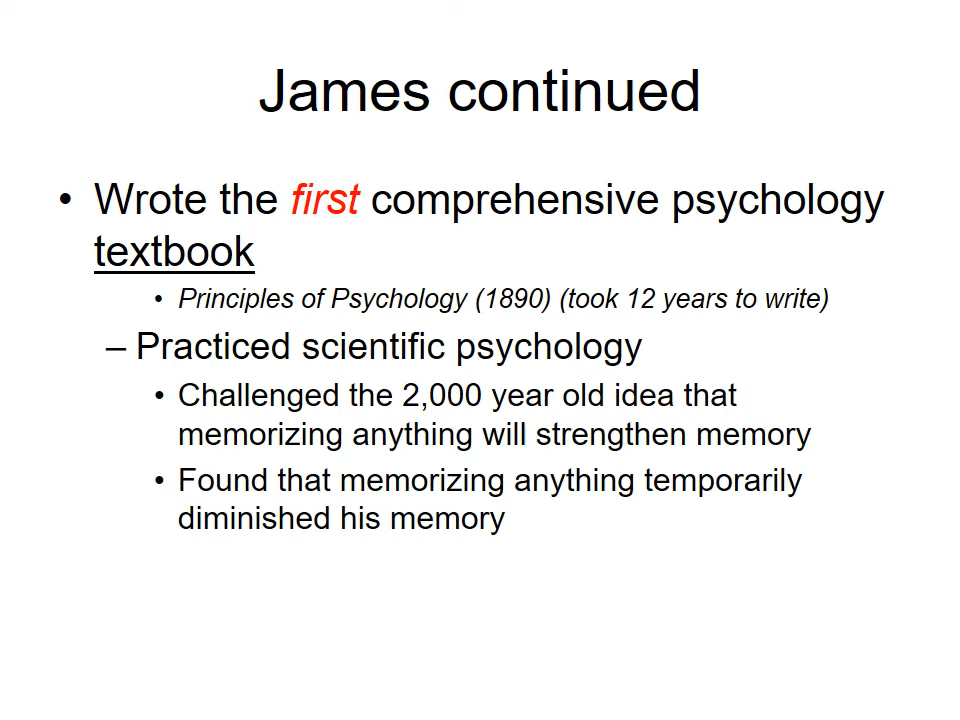 James continued
• Wrote the first comprehensive psychology
textbook
• Principles of Psychology (1890) (took 12 years to write)
– Practiced scientific psychology
• Challenged the 2,000 year old idea that
memorizing anything will strengthen memory
• Found that memorizing anything temporarily
diminished his memory